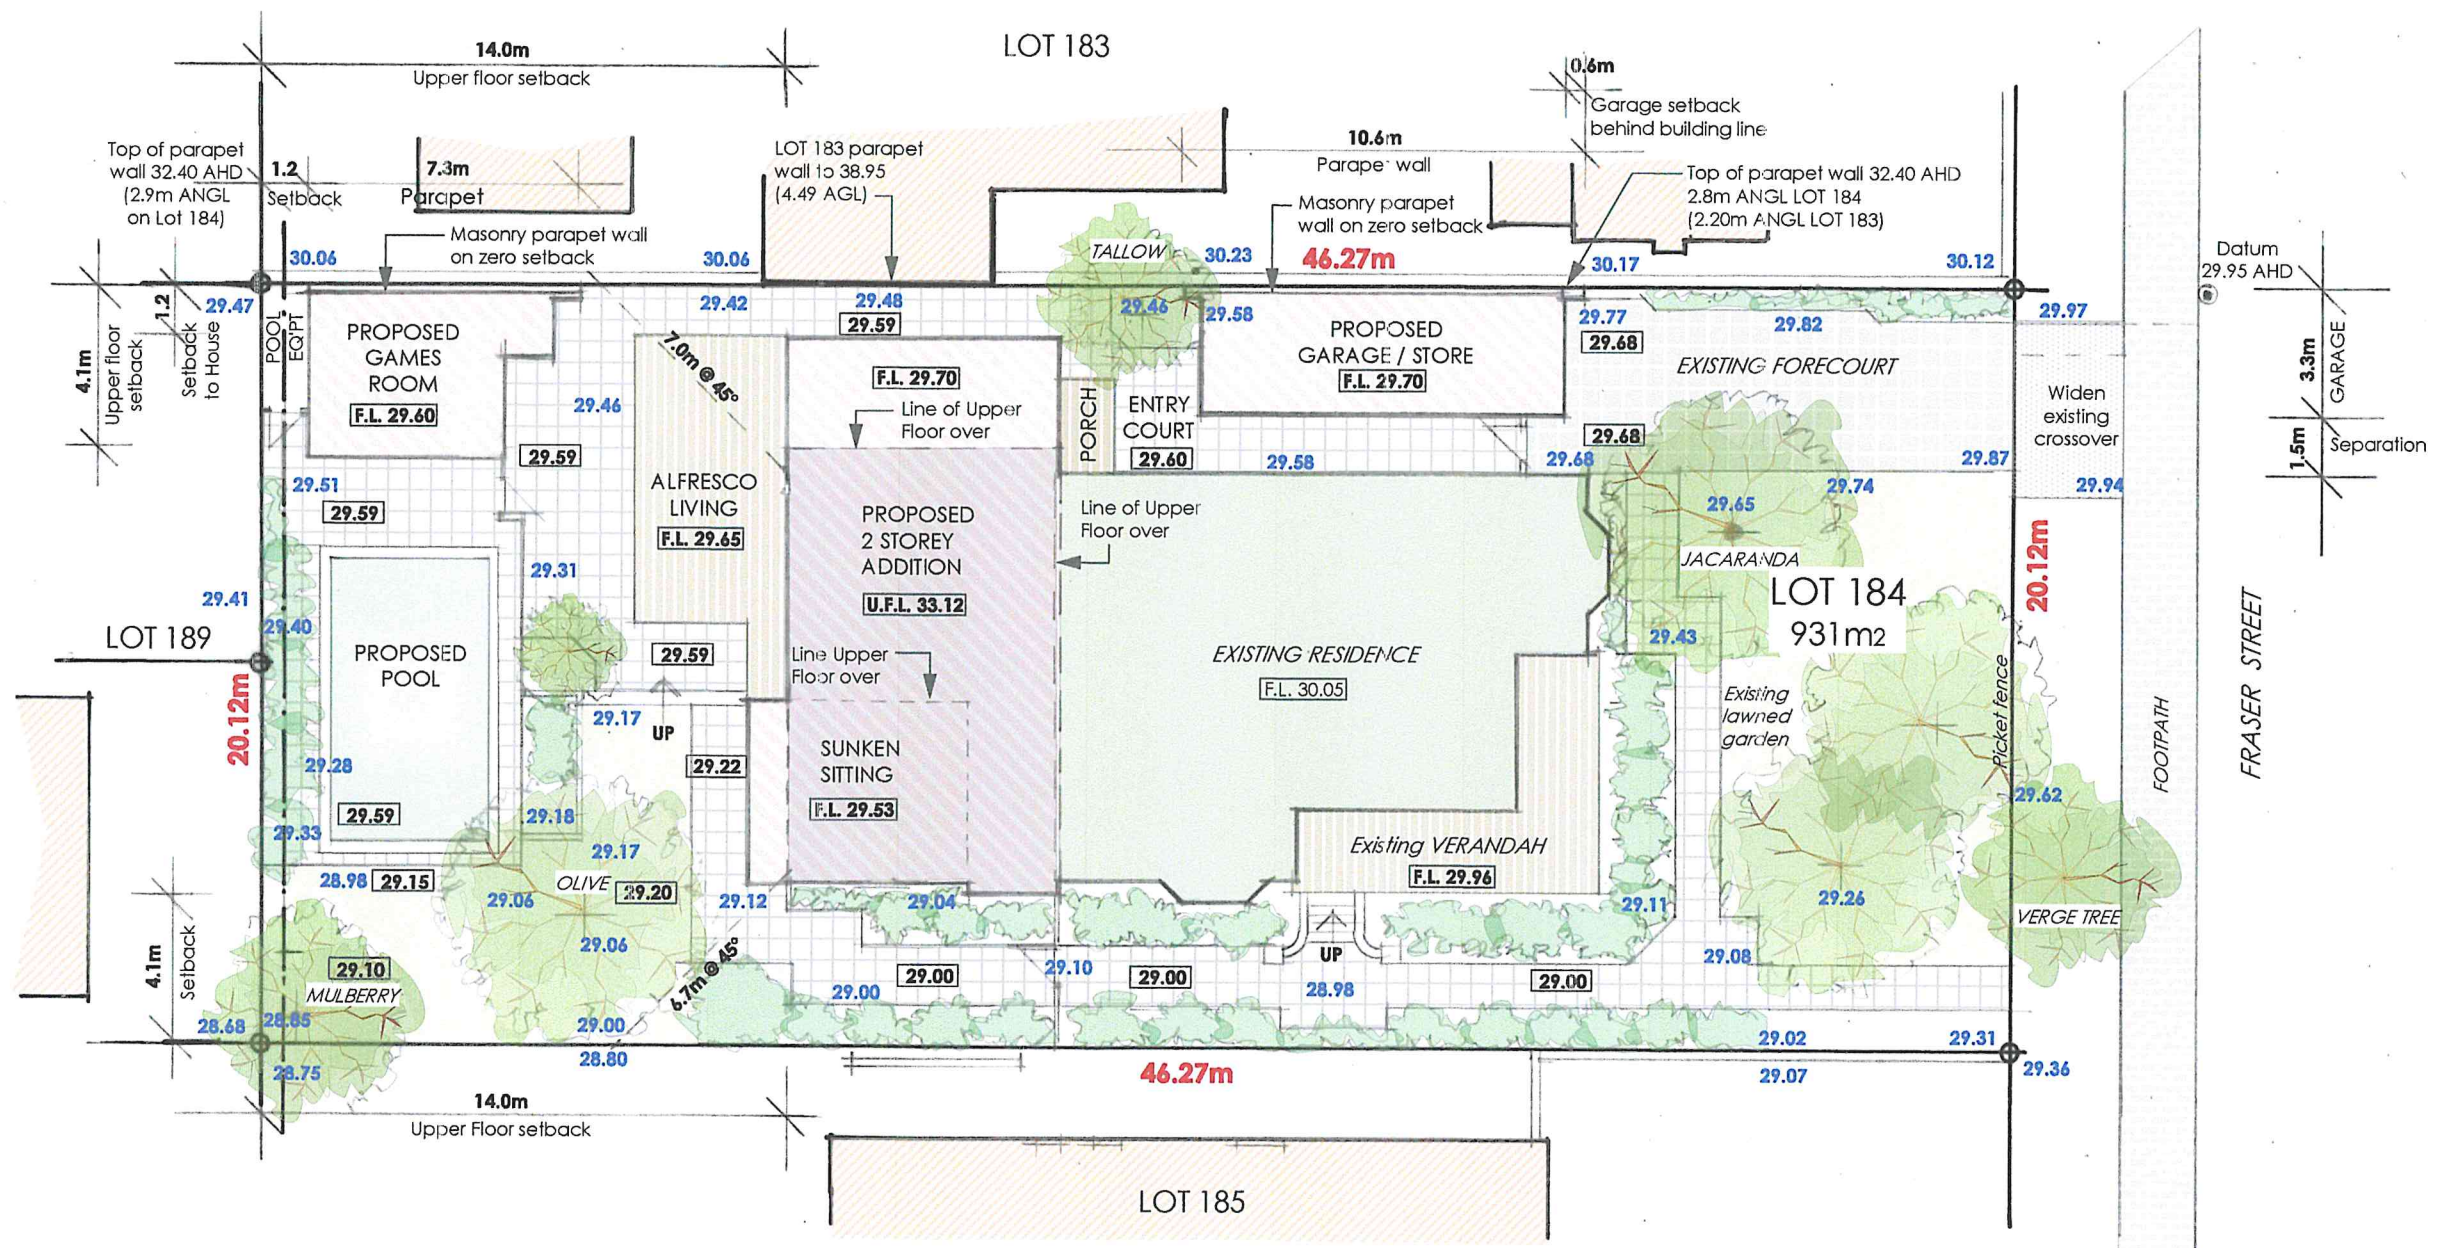 14.0m
Upper floor setback
LOT 183
0.6m
Garage setback
behind building line
Top of parapet
wall 32.40 AHD
(2.9m ANGL
on Lot 184)
1.2
Setback
7.3m
Parapet
LOT 183 parapet
wall to 38.95
(4.49 AGL)
10.6m
Parapet wall
Top of parapet wall 32.40 AHD
2.8m ANGL LOT 184
(2.20m ANGL LOT 183)
Masonry parapet wall
on zero setback
Masonry parapet
wall on zero setback
TALLOW
30.06
30.06
30.23
46.27m
30.17
30.12
Datum
29.95 AHD
29.47
29.42
29.48
29.59
29.46
29.58
29.77
29.68
29.82
29.97
1.2
Setback
to House
4.1m
Upper floor
setback
POOL
EQPT
PROPOSED
GAMES
ROOM
F.L. 29.60
7.0m @ 45°
F.L. 29.70
PROPOSED
GARAGE / STORE
F.L. 29.70
EXISTING FORECOURT
3.3m
GARAGE
29.46
Line of Upper
Floor over
PORCH
ENTRY
COURT
29.60
29.58
29.68
29.68
29.87
Widen
existing
crossover
1.5m
Separation
29.59
29.51
29.59
ALFRESCO
LIVING
F.L. 29.65
PROPOSED
2 STOREY
ADDITION
U.F.L. 33.12
Line of Upper
Floor over
29.74
29.94
29.65
JACARANDA
20.12m
29.31
29.41
29.40
LOT 184
931m2
29.43
LOT 189
PROPOSED
POOL
29.59
Line Upper
Floor over
EXISTING RESIDENCE
F.L. 30.05
20.12m
29.17
UP
29.22
SUNKEN
SITTING
F.L. 29.53
Existing
lawned
garden
Picket fence
FOOTPATH
FRASER STREET
29.28
29.59
29.33
29.18
29.17
29.62
Existing VERANDAH
F.L. 29.96
28.98
29.15
29.06
OLIVE
29.20
29.12
29.04
29.11
29.26
VERGE TREE
4.1m
Setback
29.10
MULBERRY
29.06
6.7m @ 45°
29.00
29.00
29.10
29.00
UP
28.98
29.00
29.08
28.68
28.85
29.00
29.02
29.31
28.75
28.80
46.27m
29.07
29.36
14.0m
Upper Floor setback
LOT 185